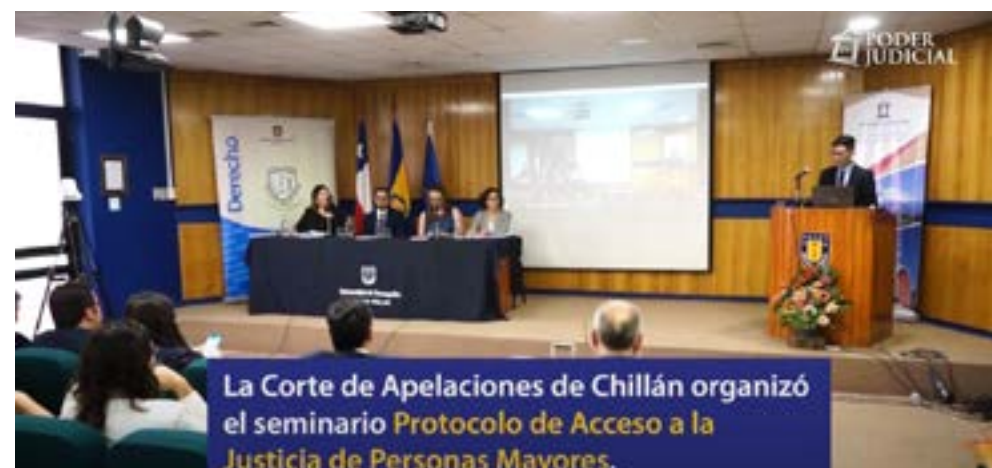 PODER
JUDICIAL
Derecho
La Corte de Apelaciones de Chillán organizó
el seminario Protocolo de Acceso a la
Justicia de Personas Mayores.